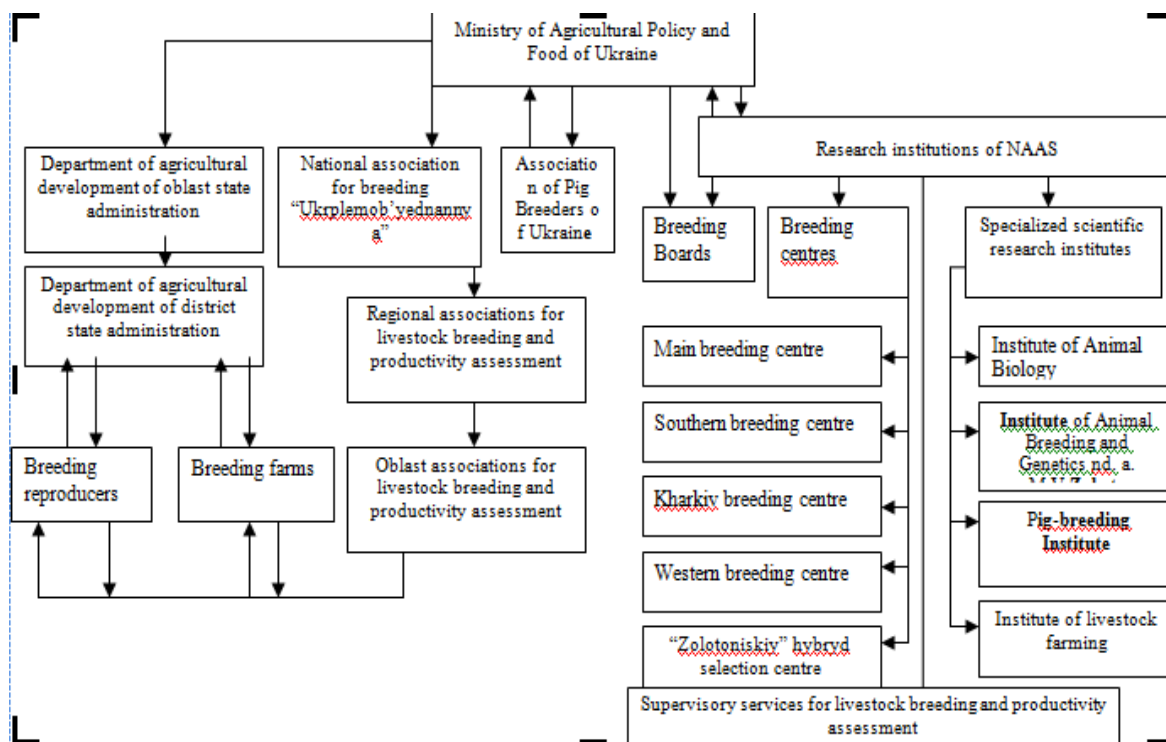 Ministry of Agricultural Policy and
Food of Ukraine
Department of agricultural
development of oblast state
administration
National association
for breeding
“Ukrplemob’yednanny
a”
Associatio
n of Pig
Breeders o
f Ukraine
Research institutions of NAAS
Breeding
Boards
Breeding
centres
Specialized scientific
research institutes
Department of agricultural
development of district
state administration
Regional associations for
livestock breeding and
productivity assessment
Main breeding centre
Institute of Animal
Biology
Southern breeding centre
Institute of Animal
Breeding and
Genetics nd. a.
Breeding
reproducers
Breeding farms
Oblast associations for
livestock breeding and
productivity assessment
Kharkiv breeding centre
Pig-breeding
Institute
Western breeding centre
Institute of livestock
farming
“Zolotoniskiy” hybryd
selection centre
Supervisory services for livestock breeding and productivity
assessment